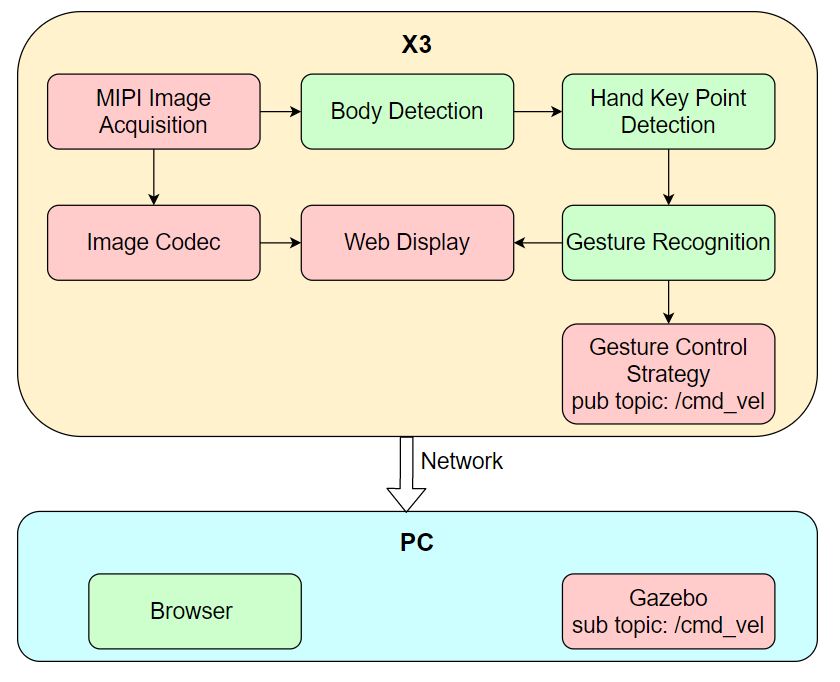 X3
MIPI Image
Acquisition
Body Detection
Hand Key Point
Detection
Image Codec
Web Display
Gesture Recognition
Gesture Control
Strategy
pub topic: /cmd_vel
Network
PC
Browser
Gazebo
sub topic: /cmd_vel